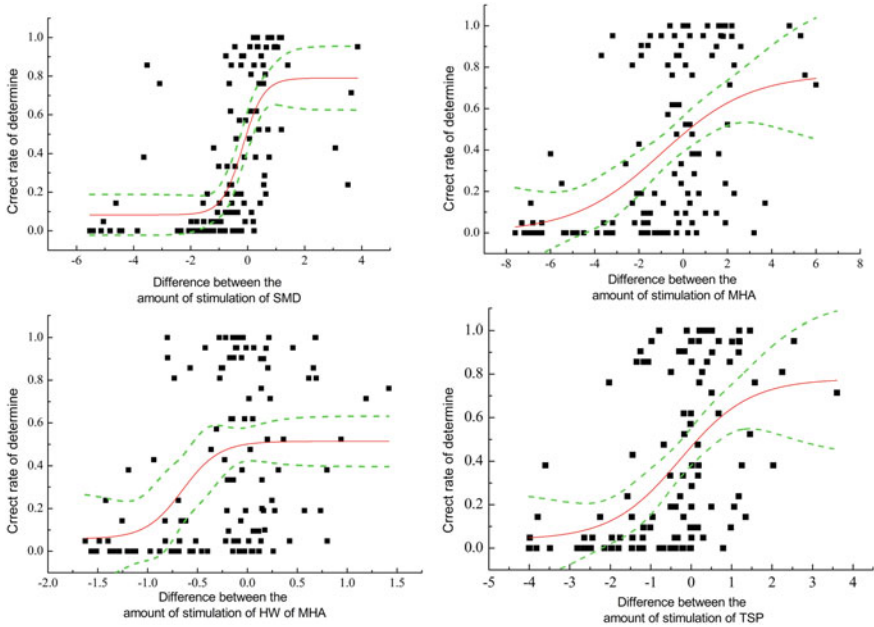 1.0
0.8
0.6
0.4
0.2
0.0
Crrect rate of determine
-6 -4 -2 0 2 4
Difference between the
amount of stimulation of SMD
1.0
0.8
0.6
0.4
0.2
0.0
Crrect rate of determine
-8 -6 -4 -2 0 2 4 6 8
Difference between the
amount of stimulation of MHA
1.0
0.8
0.6
0.4
0.2
0.0
Crrect rate of determine
-2.0 -1.5 -1.0 -0.5 0.0 0.5 1.0 1.5
Difference between the
amount of stimulation of HW of MHA
1.0
0.8
0.6
0.4
0.2
0.0
Crrect rate of determine
-5 -4 -3 -2 -1 0 1 2 3 4 5
Difference between the
amount of stimulation of TSP